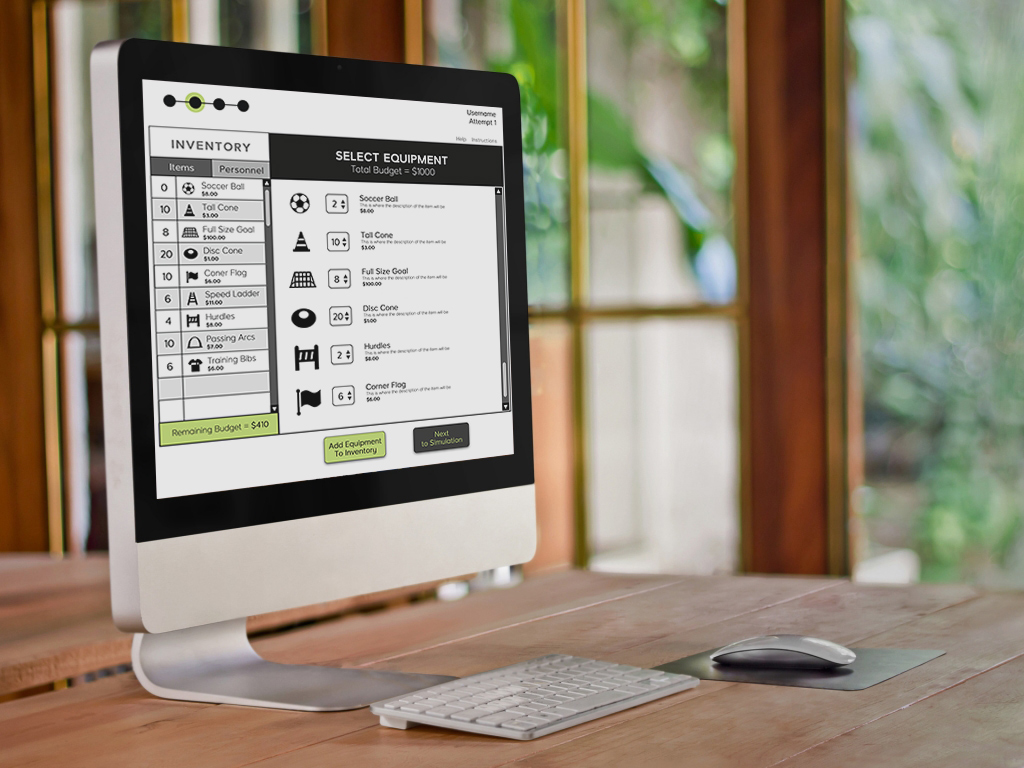 Username
Attempt 1
Help Instructions
INVENTORY
Items Personnel
0 Soccer Ball
$8.00
10 Tall Cone
$3.00
8 Full Size Goal
$100.00
20 Disc Cone
$1.00
10 Coner Flag
$6.00
6 Speed Ladder
$11.00
4 Hurdles
$8.00
10 Passing Arcs
$7.00
6 Training Bibs
$6.00
Remaining Budget = $410
SELECT EQUIPMENT
Total Budget = $1000
2 Soccer Ball
This is where the description of the item will be
$8.00
10 Tall Cone
This is where the description of the item will be
$3.00
8 Full Size Goal
This is where the description of the item will be
$100.00
20 Disc Cone
This is where the description of the item will be
$1.00
2 Hurdles
This is where the description of the item will be
$8.00
6 Corner Flag
This is where the description of the item will be
$6.00
Add Equipment
To Inventory
Next
to Simulation